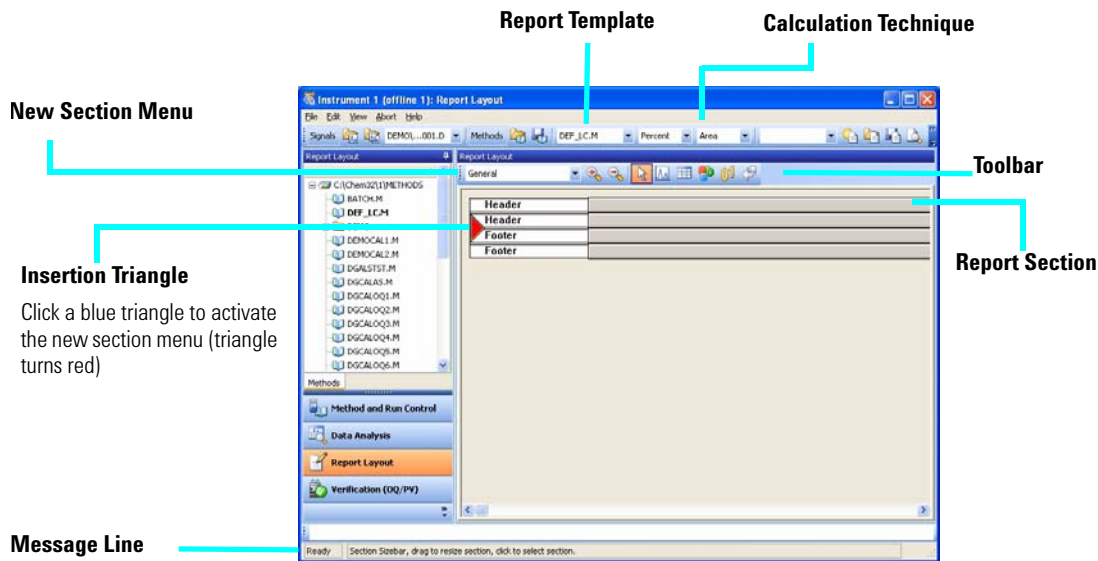 Report Template
Calculation Technique
New Section Menu
Toolbar
Report Section
Insertion Triangle
Click a blue triangle to activate
the new section menu (triangle
turns red)
Message Line
Instrument 1 (offline 1): Report Layout
File Edit View Abort Help
Signals DEMO\...001.D Methods DEF_LC.M Percent Area
Report Layout
Report Layout
General
C:\Chem32\1\METHODS
BATCH.M
DEF_LC.M
DEMOCAL1.M
DEMOCAL2.M
DGALSTST.M
DGCALAS.M
DGCALOQ1.M
DGCALOQ2.M
DGCALOQ3.M
DGCALOQ4.M
DGCALOQ5.M
DGCALOQ6.M
Methods
Header
Header
Footer
Footer
Method and Run Control
Data Analysis
Report Layout
Verification (OQ/PV)
Ready Section Sizebar, drag to resize section, click to select section.